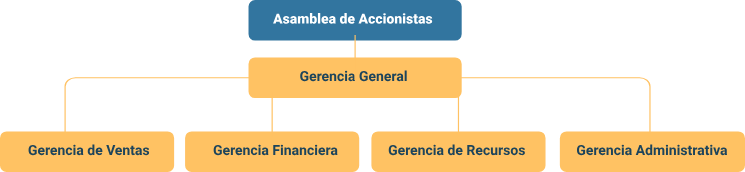 Asamblea de Accionistas
Gerencia General
Gerencia de Ventas
Gerencia Financiera
Gerencia de Recursos
Gerencia Administrativa